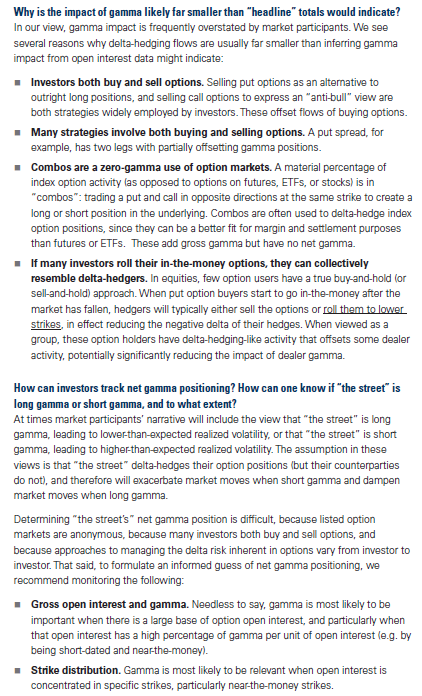 Why is the impact of gamma likely far smaller than "headline" totals would indicate?
In our view, gamma impact is frequently overstated by market participants. We see
several reasons why delta-hedging flows are usually far smaller than inferring gamma
impact from open interest data might indicate:
■ Investors both buy and sell options. Selling put options as an alternative to
outright long positions, and selling call options to express an "anti-bull" view are
both strategies widely employed by investors. These offset flows of buying options.
■ Many strategies involve both buying and selling options. A put spread, for
example, has two legs with partially offsetting gamma positions.
■ Combos are a zero-gamma use of option markets. A material percentage of
index option activity (as opposed to options on futures, ETFs, or stocks) is in
"combos": trading a put and call in opposite directions at the same strike to create a
long or short position in the underlying. Combos are often used to delta-hedge index
option positions, since they can be a better fit for margin and settlement purposes
than futures or ETFs. These add gross gamma but have no net gamma.
■ If many investors roll their in-the-money options, they can collectively
resemble delta-hedgers. In equities, few option users have a true buy-and-hold (or
sell-and-hold) approach. When put option buyers start to go in-the-money after the
market has fallen, hedgers will typically either sell the options or roll them to lower
strikes, in effect reducing the negative delta of their hedges. When viewed as a
group, these option holders have delta-hedging-like activity that offsets some dealer
activity, potentially significantly reducing the impact of dealer gamma.
How can investors track net gamma positioning? How can one know if "the street" is
long gamma or short gamma, and to what extent?
At times market participants' narrative will include the view that "the street" is long
gamma, leading to lower-than-expected realized volatility, or that "the street" is short
gamma, leading to higher-than-expected realized volatility. The assumption in these
views is that "the street" delta-hedges their option positions (but their counterparties
do not), and therefore will exacerbate market moves when short gamma and dampen
market moves when long gamma.
Determining "the street's" net gamma position is difficult, because listed option
markets are anonymous, because many investors both buy and sell options, and
because approaches to managing the delta risk inherent in options vary from investor to
investor. That said, to formulate an informed guess of net gamma positioning, we
recommend monitoring the following:
■ Gross open interest and gamma. Needless to say, gamma is most likely to be
important when there is a large base of option open interest, and particularly when
that open interest has a high percentage of gamma per unit of open interest (e.g. by
being short-dated and near-the-money).
■ Strike distribution. Gamma is most likely to be relevant when open interest is
concentrated in specific strikes, particularly near-the-money strikes.